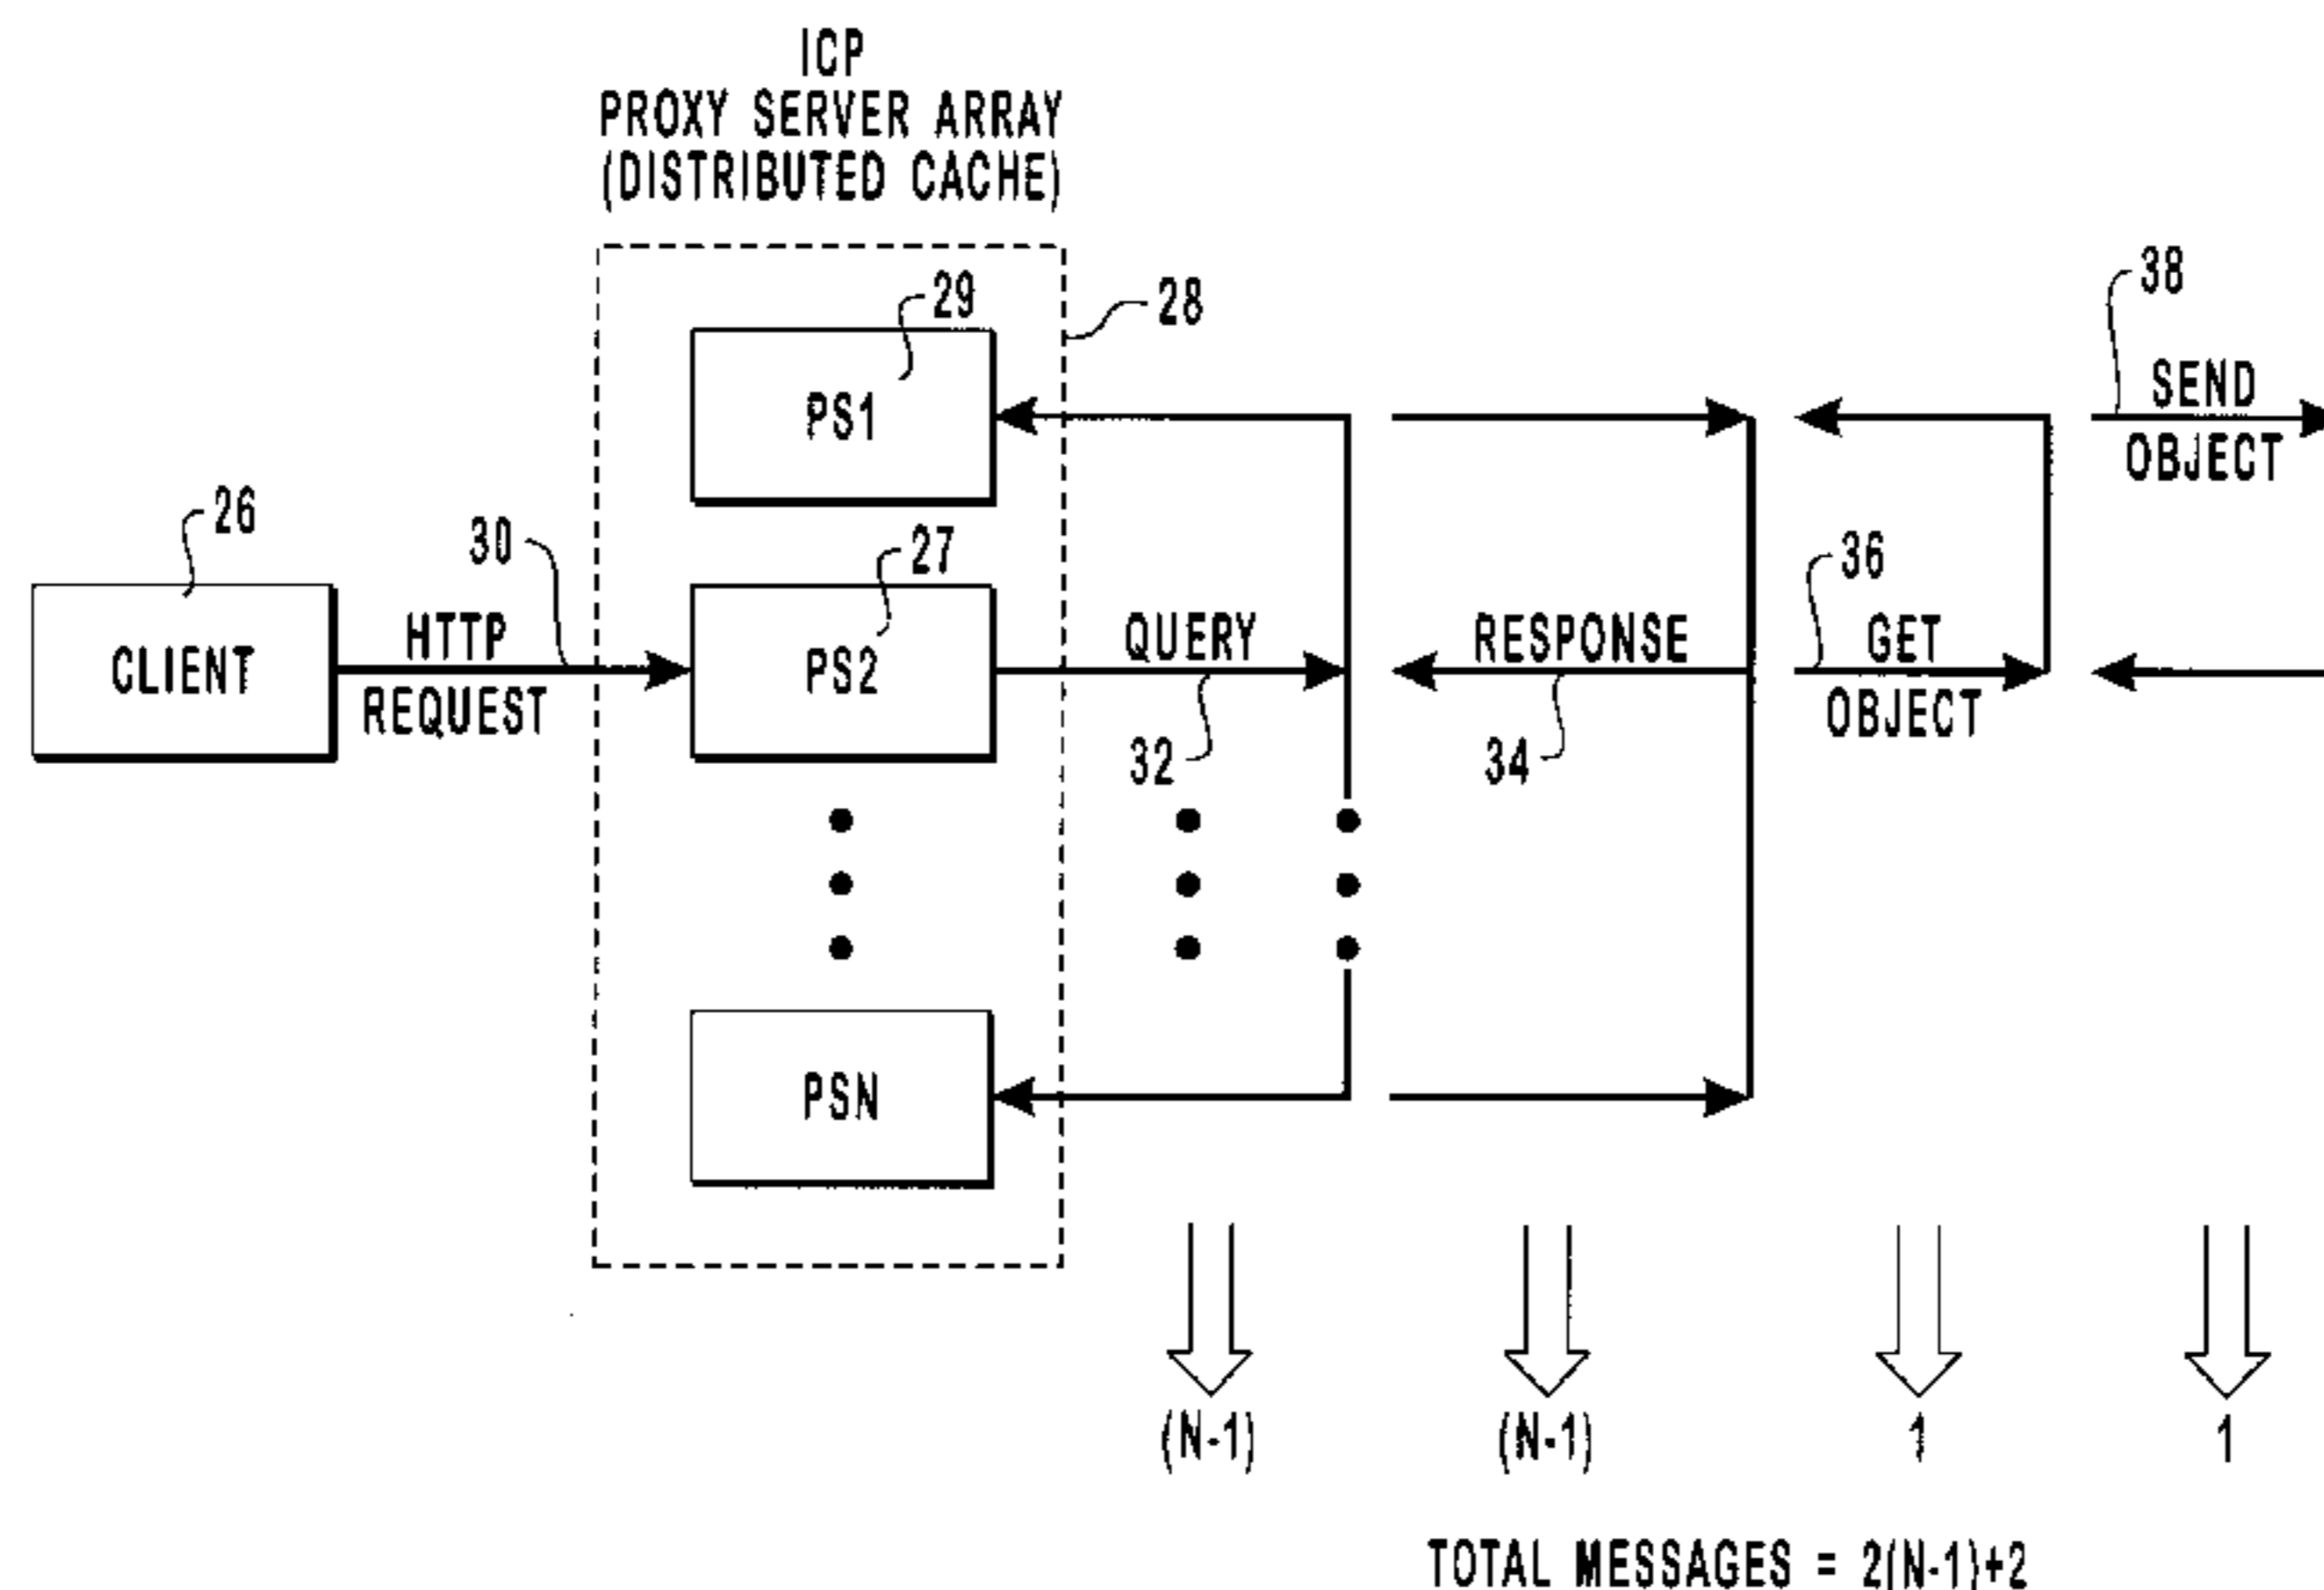 ICP
PROXY SERVER ARRAY
(DISTRIBUTED CACHE)
29
28
38
PS1
SEND
OBJECT
26
30
27
36
CLIENT
HTTP
REQUEST
PS2
QUERY
RESPONSE
GET
OBJECT
32
34
PSN
(N-1)
(N-1)
1
1
TOTAL MESSAGES = 2(N-1)+2